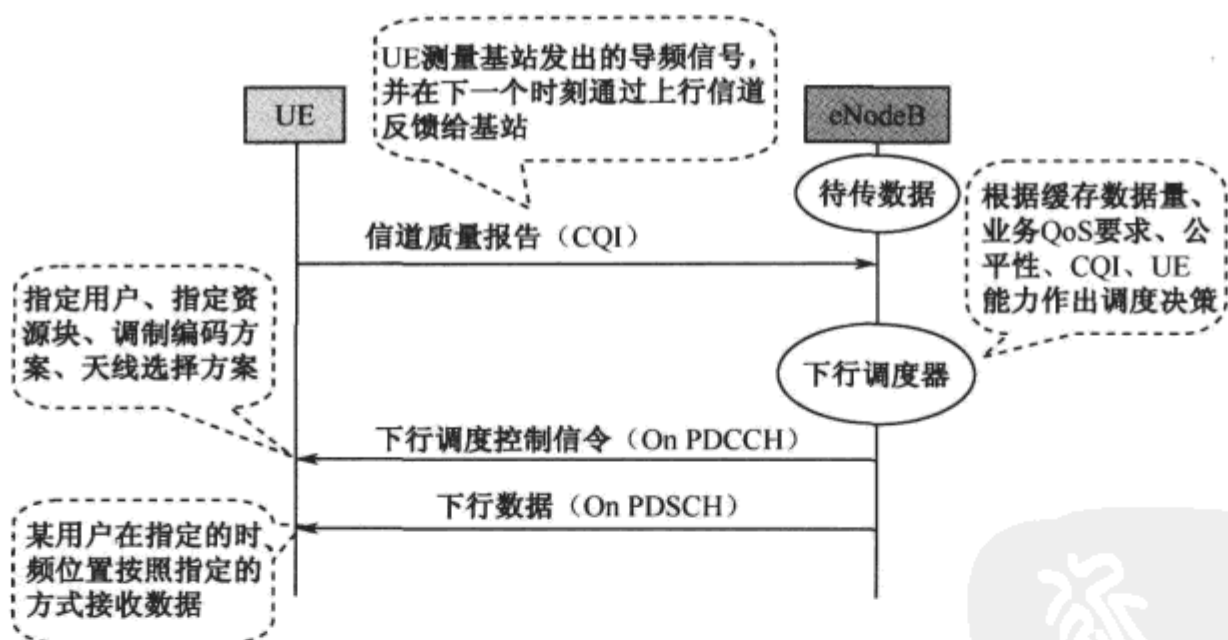 UE测量基站发出的导频信号，
并在下一个时刻通过上行信道
反馈给基站
UE
eNodeB
待传数据
根据缓存数据量、
业务QoS要求、公
平性、CQI、UE
能力作出调度决策
信道质量报告（CQI）
指定用户、指定资
源块、调制编码方
案、天线选择方案
下行调度器
下行调度控制信令（On PDCCH）
下行数据（On PDSCH）
某用户在指定的时
频位置按照指定的
方式接收数据